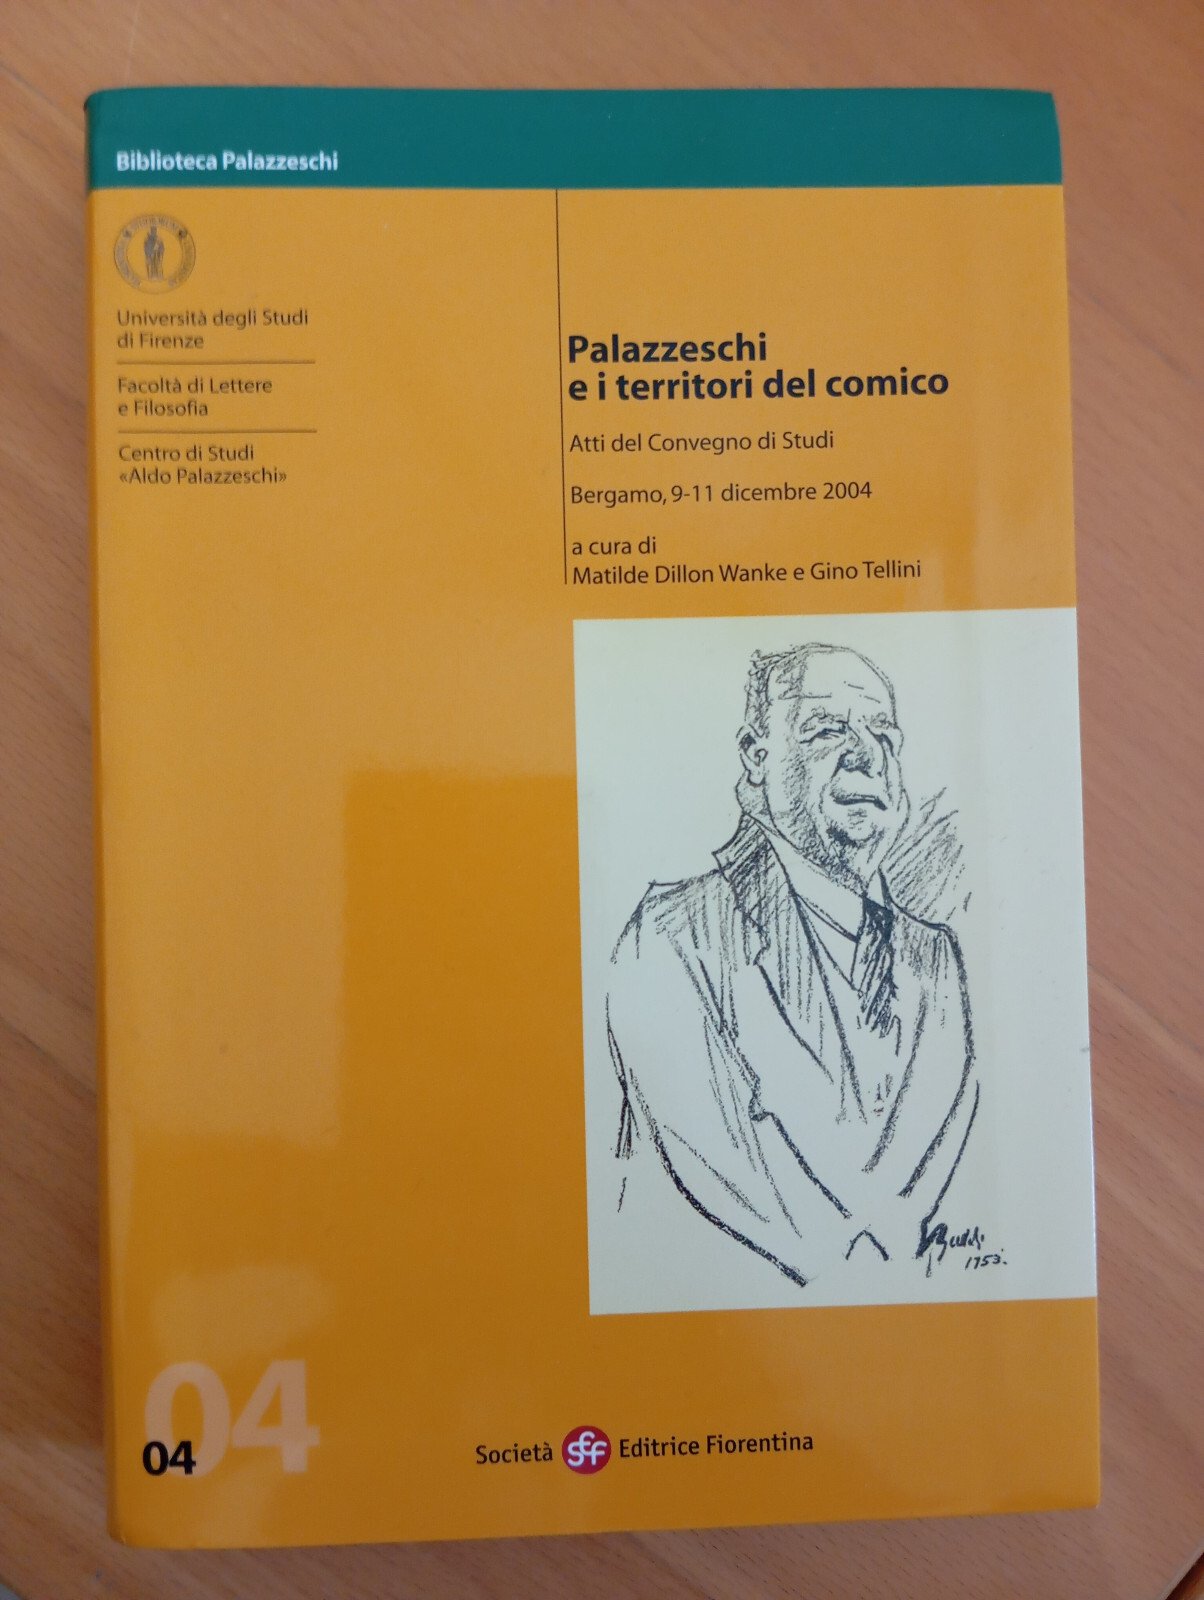 Biblioteca Palazzeschi
Università degli Studi
di Firenze
Facoltà di Lettere
e Filosofia
Centro di Studi
«Aldo Palazzeschi»
Palazzeschi
e i territori del comico
Atti del Convegno di Studi
Bergamo, 9-11 dicembre 2004
a cura di
Matilde Dillon Wanke e Gino Tellini
04
04
Società sef Editrice Fiorentina